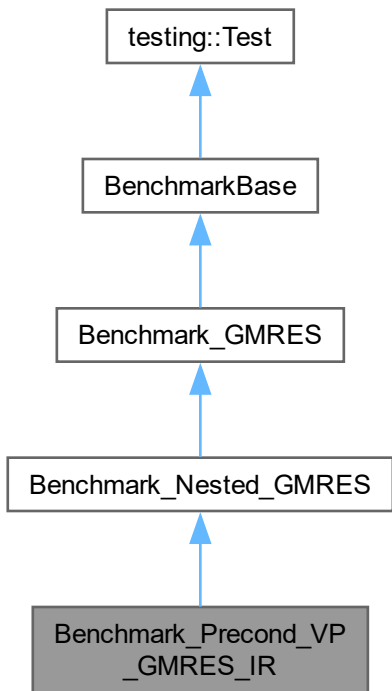 testing::Test
BenchmarkBase
Benchmark_GMRES
Benchmark_Nested_GMRES
Benchmark_Precond_VP
_GMRES_IR